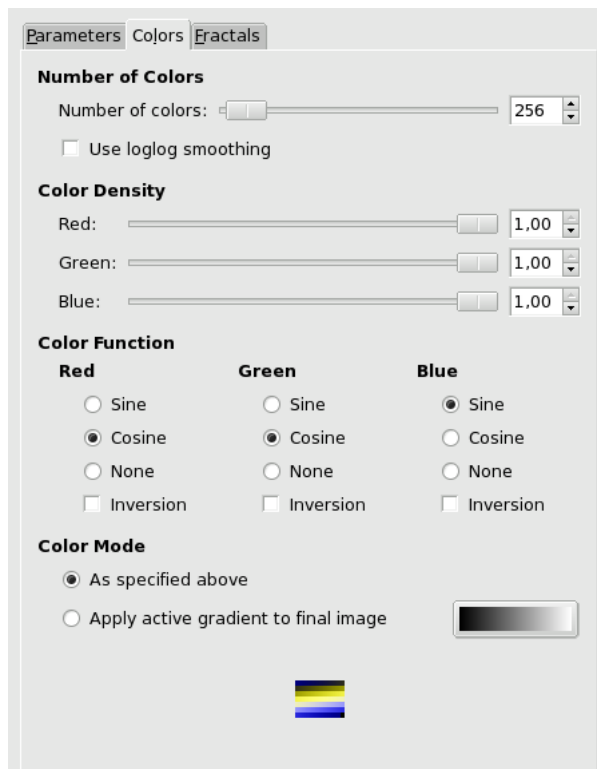 Parameters Colors Fractals
Number of Colors
Number of colors: 256
Use loglog smoothing
Color Density
Red: 1,00
Green: 1,00
Blue: 1,00
Color Function
Red Green Blue
Sine Sine Sine
Cosine Cosine Cosine
None None None
Inversion Inversion Inversion
Color Mode
As specified above
Apply active gradient to final image